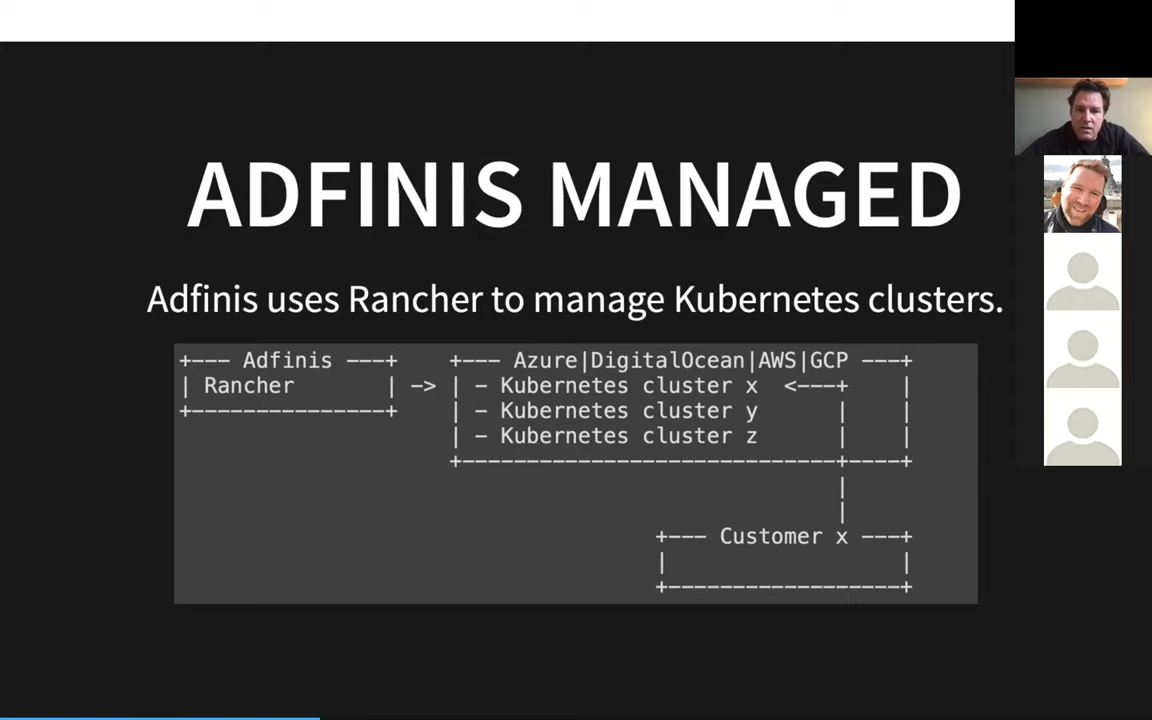 ADFINIS MANAGED
Adfinis uses Rancher to manage Kubernetes clusters.
+--- Adfinis ---+      +--- Azure|DigitalOcean|AWS|GCP ---+
| Rancher          | -> | - Kubernetes cluster x  <---+      |
+---------------+      | - Kubernetes cluster y         |      |
                       | - Kubernetes cluster z         |      |
                       +-----------------------------+----+
                                                     |
                                                     |
                                       +--- Customer x ---+
                                       |                  |
                                       +------------------+